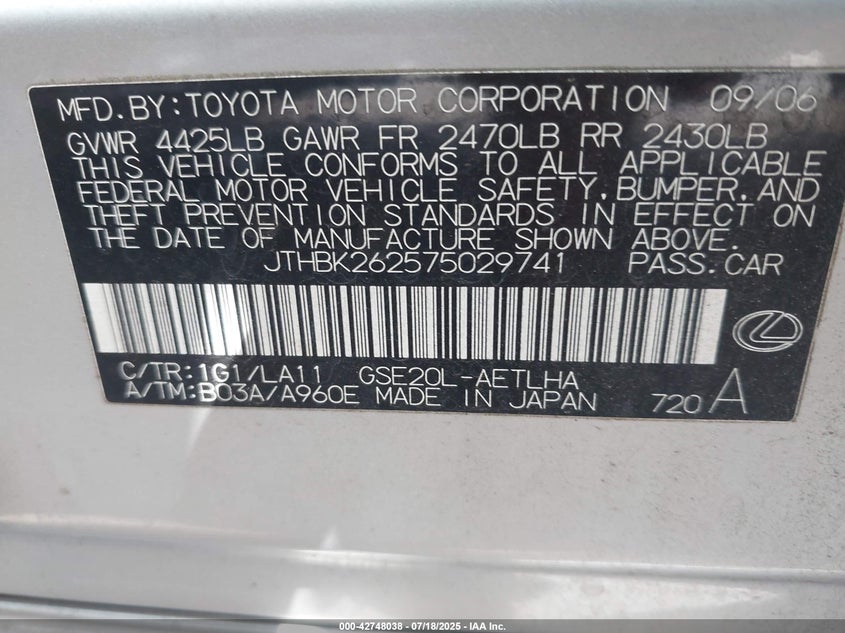 MFD.BY:TOYOTA MOTOR CORPORATION 09/06
GVWR 4425LB GAWR FR 2470LB RR 2430LB
THIS VEHICLE CONFORMS TO ALL APPLICABLE
FEDERAL MOTOR VEHICLE SAFETY,BUMPER,AND
THEFT PREVENTION STANDARDS IN EFFECT ON
THE DATE OF MANUFACTURE SHOWN ABOVE.
JTHBK262575029741 PASS.CAR
C/TR:1G1/LA11 GSE20L-AETLHA
A/TM:B03A/A960E MADE IN JAPAN 720 A
000-42748038 | 07/18/2025 - IAA Inc.